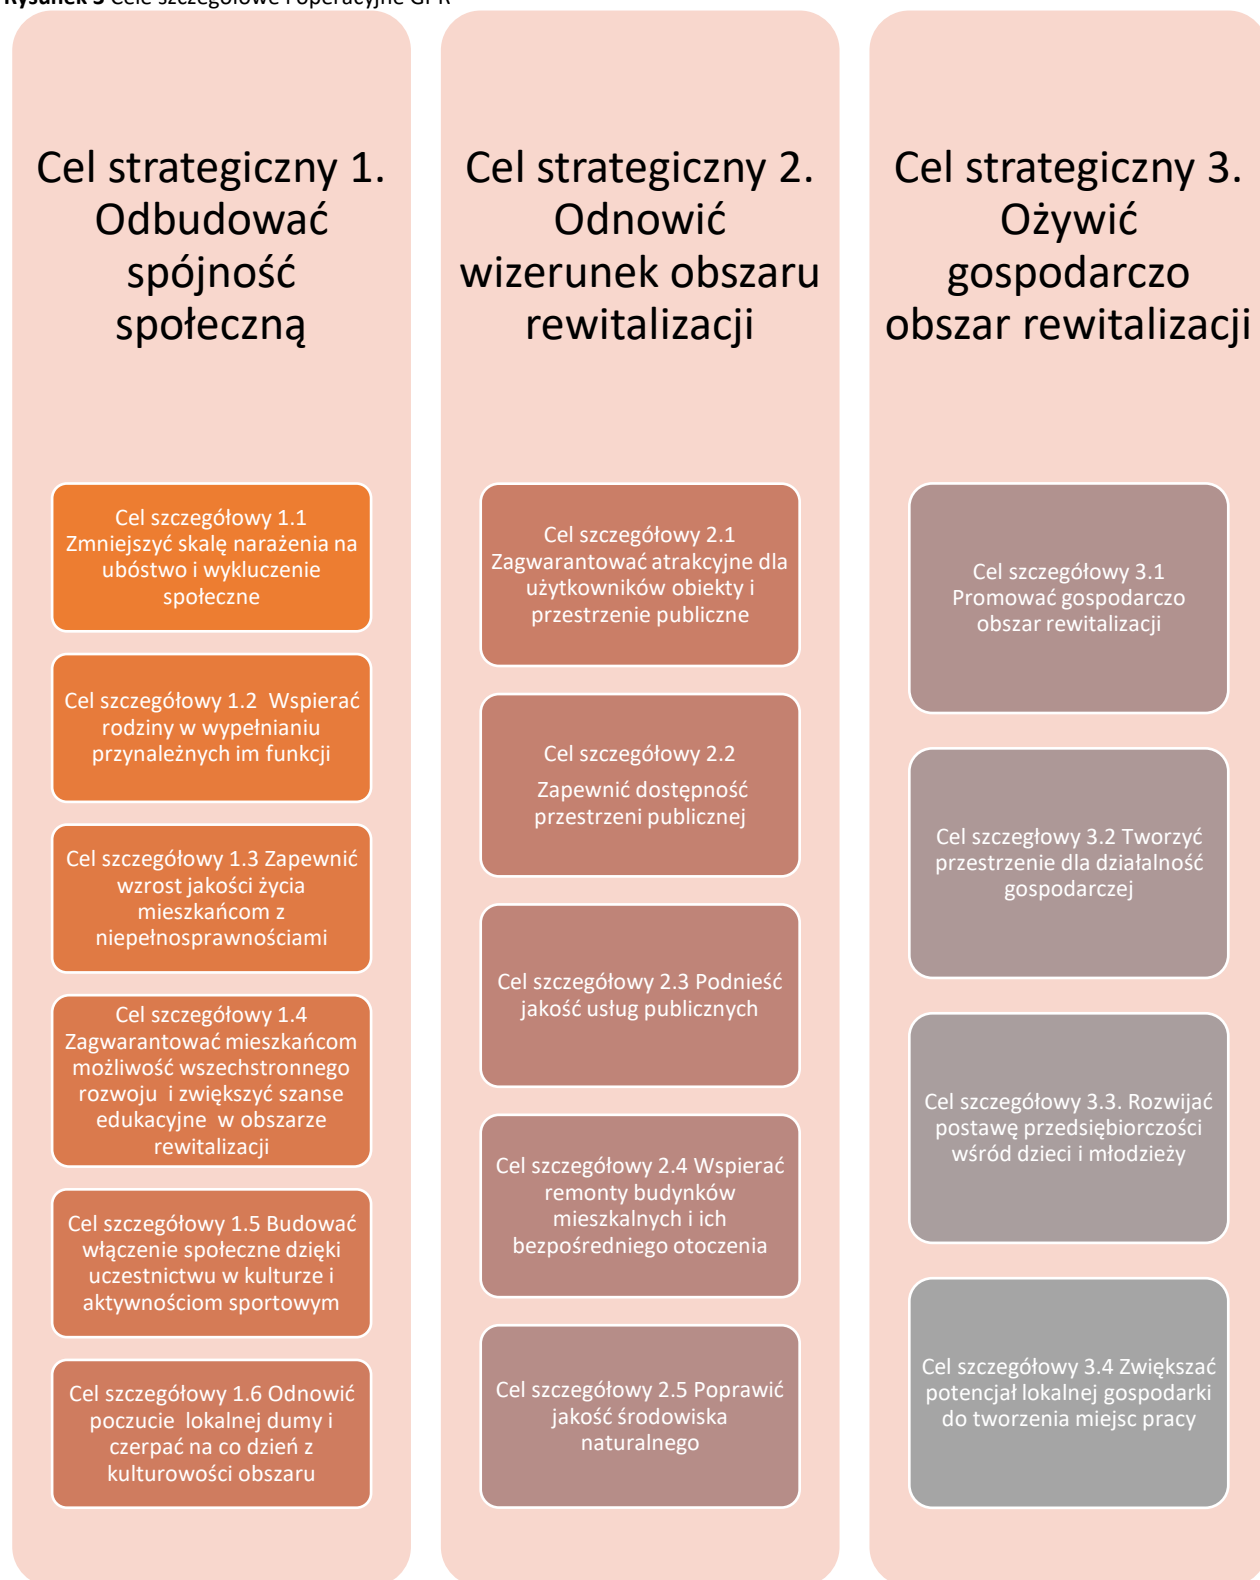 Rysunek 3 Cele szczegółowe i operacyjne GPR
Cel strategiczny 1.
Odbudować
spójność
społeczną
Cel szczegółowy 1.1
Zmniejszyć skalę narażenia na
ubóstwo i wykluczenie
społeczne
Cel szczegółowy 1.2  Wspierać
rodziny w wypełnianiu
przynależnych im funkcji
Cel szczegółowy 1.3 Zapewnić
wzrost jakości życia
mieszkańcom z
niepełnosprawnościami
Cel szczegółowy 1.4
Zagwarantować mieszkańcom
możliwość wszechstronnego
rozwoju  i zwiększyć szanse
edukacyjne  w obszarze
rewitalizacji
Cel szczegółowy 1.5 Budować
włączenie społeczne dzięki
uczestnictwu w kulturze i
aktywnościom sportowym
Cel szczegółowy 1.6 Odnowić
poczucie  lokalnej dumy i
czerpać na co dzień z
kulturowości obszaru
Cel strategiczny 2.
Odnowić
wizerunek obszaru
rewitalizacji
Cel szczegółowy 2.1
Zagwarantować atrakcyjne dla
użytkowników obiekty i
przestrzenie publiczne
Cel szczegółowy 2.2
Zapewnić dostępność
przestrzeni publicznej
Cel szczegółowy 2.3 Podnieść
jakość usług publicznych
Cel szczegółowy 2.4 Wspierać
remonty budynków
mieszkalnych i ich
bezpośredniego otoczenia
Cel szczegółowy 2.5 Poprawić
jakość środowiska
naturalnego
Cel strategiczny 3.
Ożywić
gospodarczo
obszar rewitalizacji
Cel szczegółowy 3.1
Promować gospodarczo
obszar rewitalizacji
Cel szczegłowy 3.2 Tworzyć
przestrzenie dla działalność
gospodarczej
Cel szczegółowy 3.3. Rozwijać
postawę przedsiębiorczości
wśród dzieci i młodzieży
Cel szczegółowy 3.4 Zwiększać
potencjał lokalnej gospodarki
do tworzenia miejsc pracy